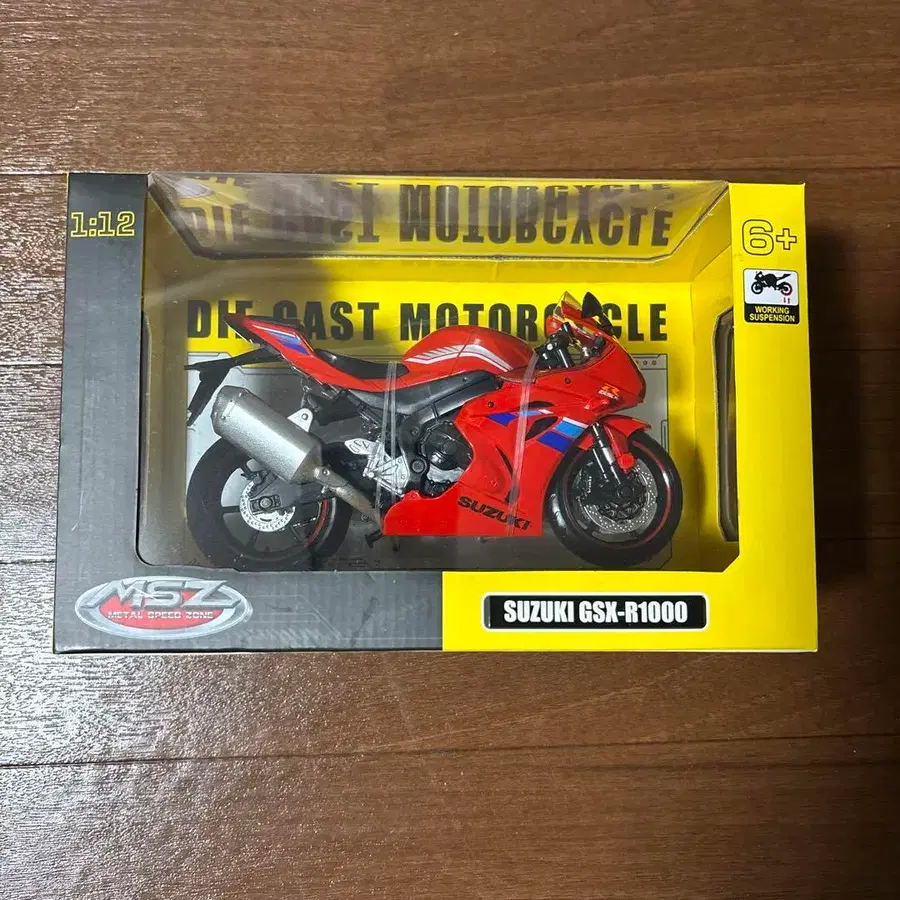 1:12
DIE CAST MOTORCYCLE
6+
WORKING
SUSPENSION
DIE CAST MOTORCYCLE
SUZUKI
MSZ
METAL SPEED ZONE
SUZUKI GSX-R1000